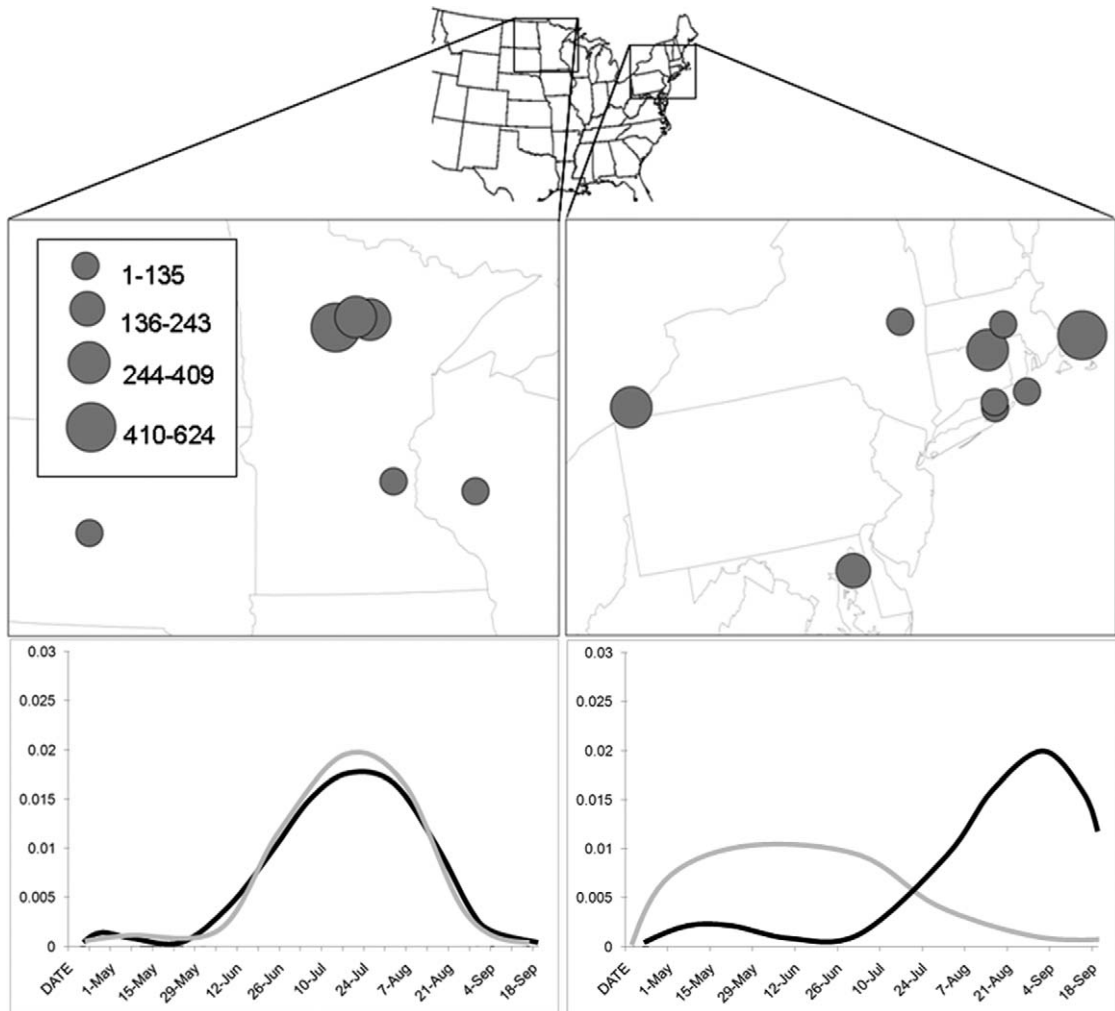 1-135
136-243
244-409
410-624
0.03
0.025
0.02
0.015
0.01
0.005
0
DATE
1-May
15-May
29-May
12-Jun
26-Jun
10-Jul
24-Jul
7-Aug
21-Aug
4-Sep
18-Sep
0.03
0.025
0.02
0.015
0.01
0.005
0
DATE
1-May
15-May
29-May
12-Jun
26-Jun
10-Jul
24-Jul
7-Aug
21-Aug
4-Sep
18-Sep